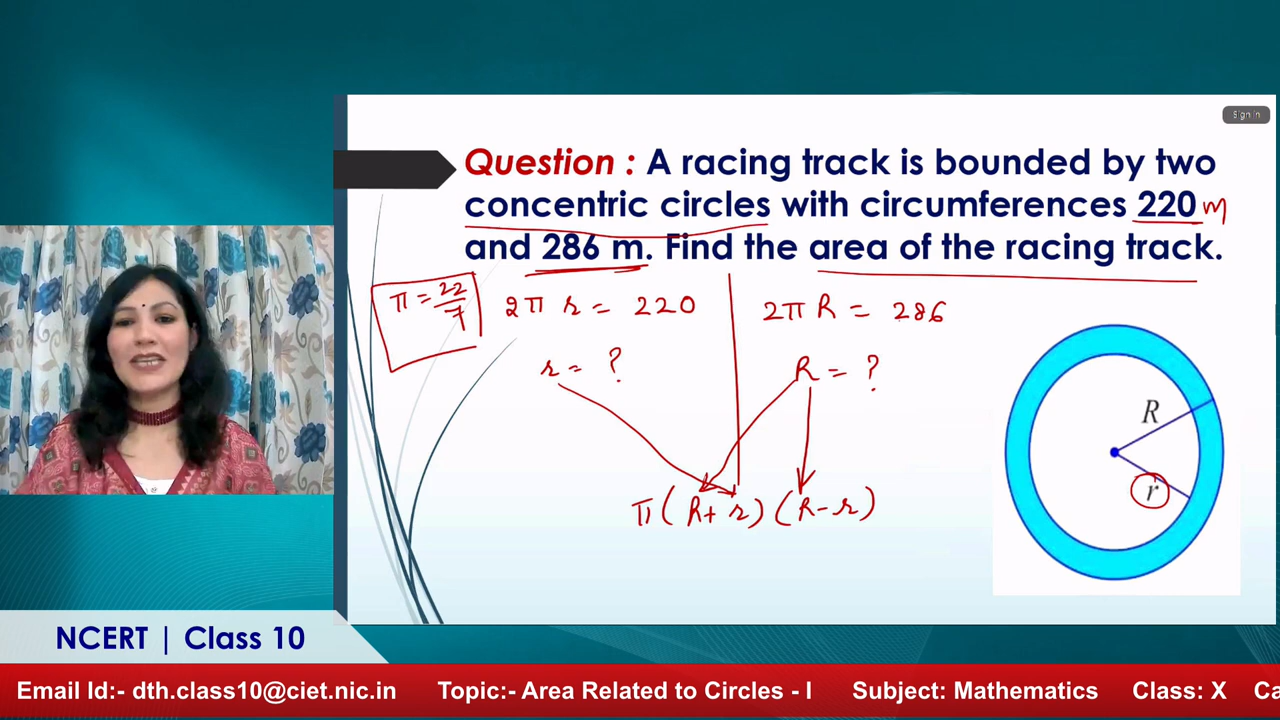 Sign in
Question : A racing track is bounded by two
concentric circles with circumferences 220 m
and 286 m. Find the area of the racing track.
π = 22/7
2π r = 220
2π R = 286
r = ?
R = ?
π(R+r)(R-r)
R
r
NCERT | Class 10
Email Id:- dth.class10@ciet.nic.in Topic:- Area Related to Circles - I Subject: Mathematics Class: X Ca